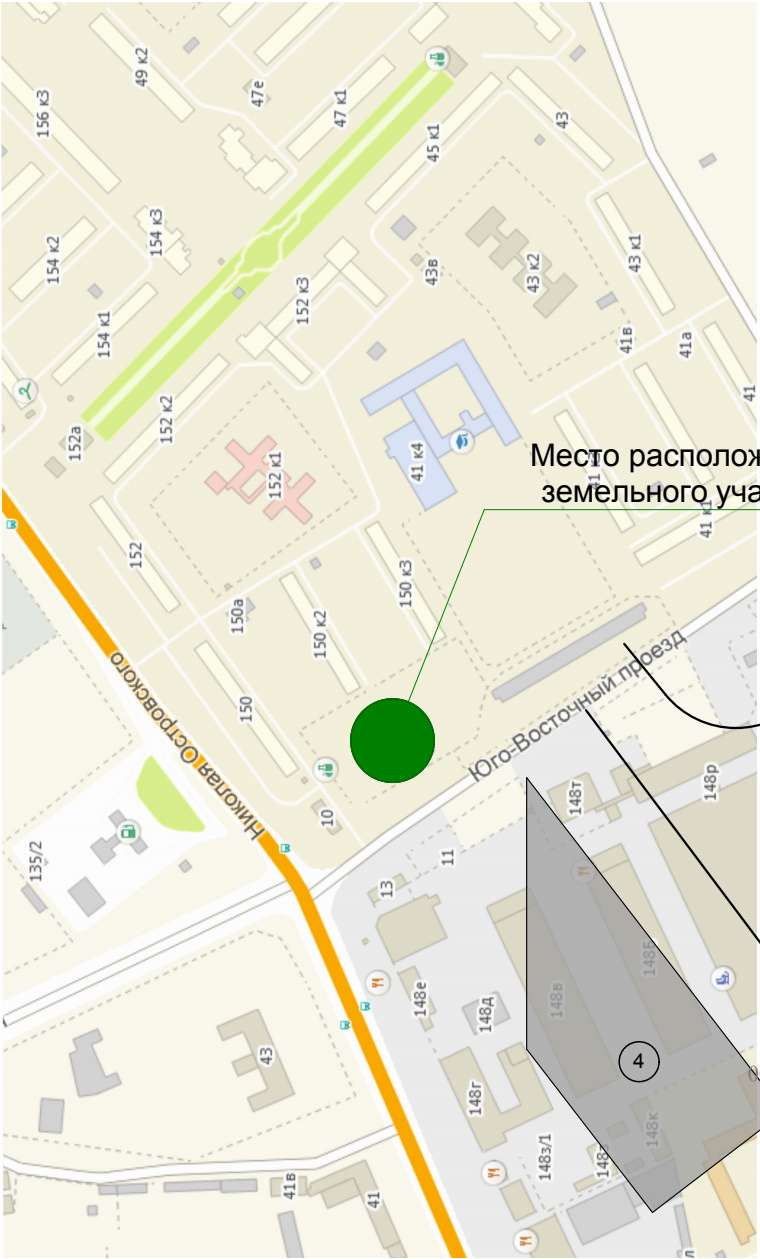 49 к2
156 к3
47е
47 к1
43
45 к1
154 к3
154 к2
43 к1
43в
43 к2
152 к3
154 к1
41в
41а
41
152 к2
152а
Место располож
земельного уча
41 к4
152 к1
41 к1
152
150 к3
150а
150 к2
Юго-Восточный проезд
Николая Островского
150
148р
148т
10
135/2
11
13
148е
148в
148Б
148д
43
4
148г
148к
148з/1
41в
41